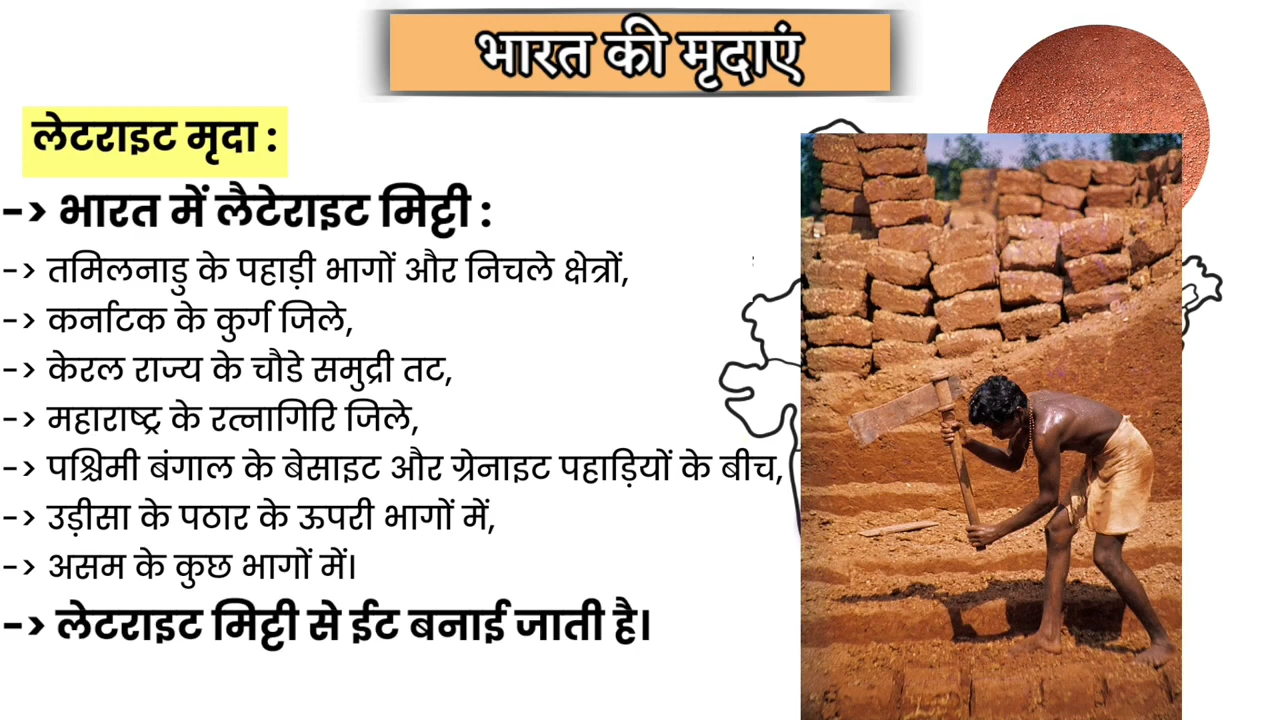 भारत की मृदाएं
लेटराइट मृदा :
-> भारत में लैटेराइट मिट्टी :
-> तमिलनाडु के पहाड़ी भागों और निचले क्षेत्रों,
-> कर्नाटक के कुर्ग जिले,
-> केरल राज्य के चौडे समुद्री तट,
-> महाराष्ट्र के रत्नागिरि जिले,
-> पश्चिमी बंगाल के बेसाइट और ग्रेनाइट पहाड़ियों के बीच,
-> उड़ीसा के पठार के ऊपरी भागों में,
-> असम के कुछ भागों में।
-> लेटराइट मिट्टी से ईट बनाई जाती है।